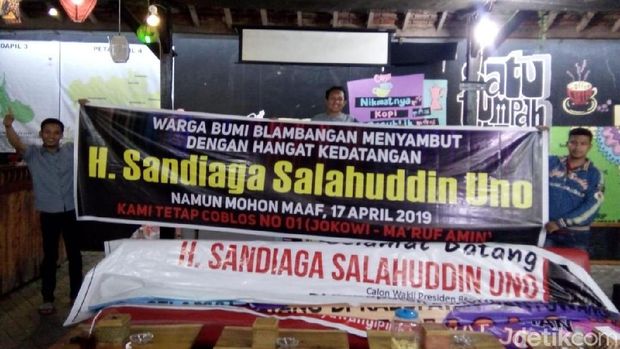 DAPIL 3
PETA
4
Nikmatnya
Kopi
Satu
tumpah
WARGA BUMI BLAMBANGAN MENYAMBUT
DENGAN HANGAT KEDATANGAN
H. Sandiaga Salahuddin Uno
NAMUN MOHON MAAF, 17 APRIL 2019
KAMI TETAP COBLOS NO 01 (JOKOWI - MA'RUF AMIN)
Selamat Datang
H. SANDIAGA SALAHUDDIN UNO
Calon Wakil Presiden
detikcom